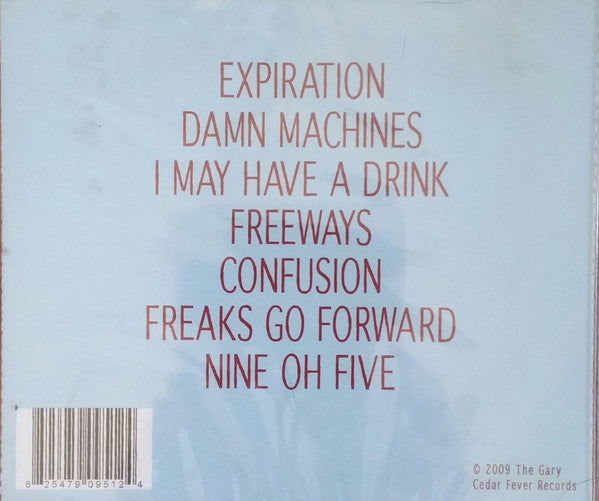 EXPIRATION
DAMN MACHINES
I MAY HAVE A DRINK
FREEWAYS
CONFUSION
FREAKS GO FORWARD
NINE OH FIVE
8 25479 09512 4
© 2009 The Gary
Cedar Fever Records